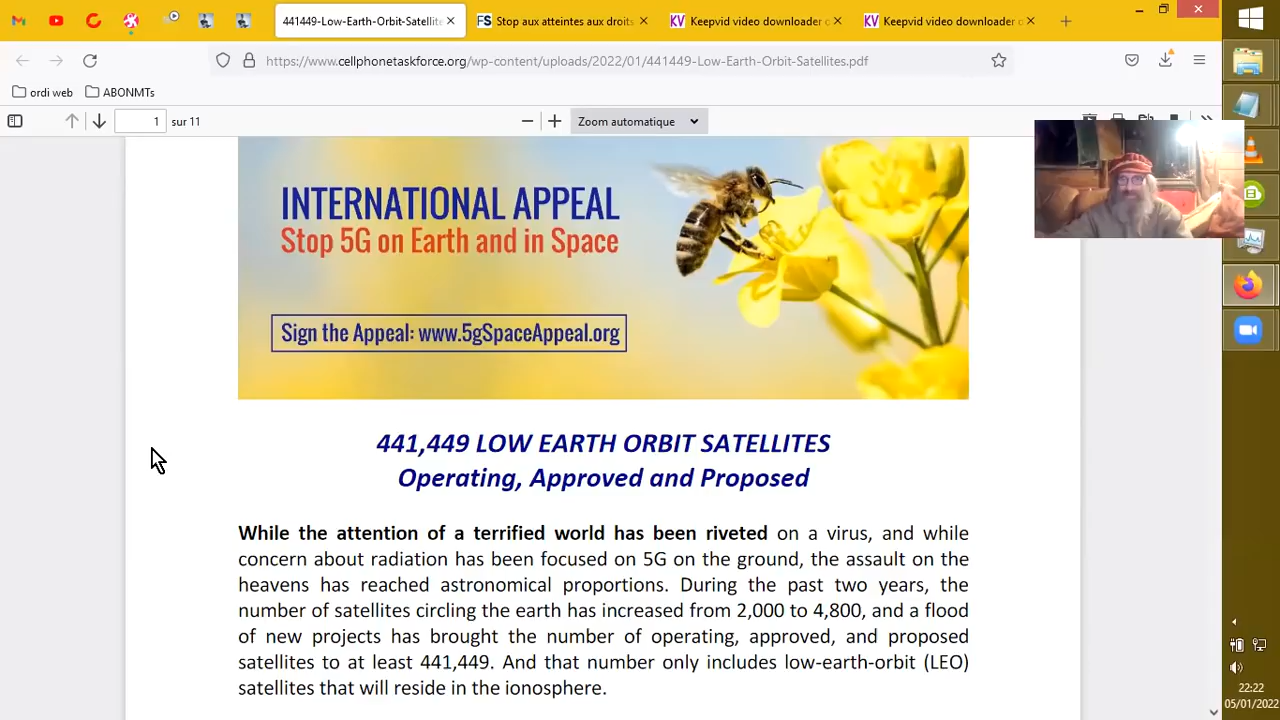 441449-Low-Earth-Orbit-Satellite
Stop aux atteintes aux droits
Keepvid video downloader o
Keepvid video downloader o
https://www.cellphonetaskforce.org/wp-content/uploads/2022/01/441449-Low-Earth-Orbit-Satellites.pdf
ordi web
ABONMTs
1 sur 11
Zoom automatique
INTERNATIONAL APPEAL
Stop 5G on Earth and in Space
Sign the Appeal: www.5gSpaceAppeal.org
441,449 LOW EARTH ORBIT SATELLITES
Operating, Approved and Proposed
While the attention of a terrified world has been riveted on a virus, and while
concern about radiation has been focused on 5G on the ground, the assault on the
heavens has reached astronomical proportions. During the past two years, the
number of satellites circling the earth has increased from 2,000 to 4,800, and a flood
of new projects has brought the number of operating, approved, and proposed
satellites to at least 441,449. And that number only includes low-earth-orbit (LEO)
satellites that will reside in the ionosphere.
22:22
05/01/2022